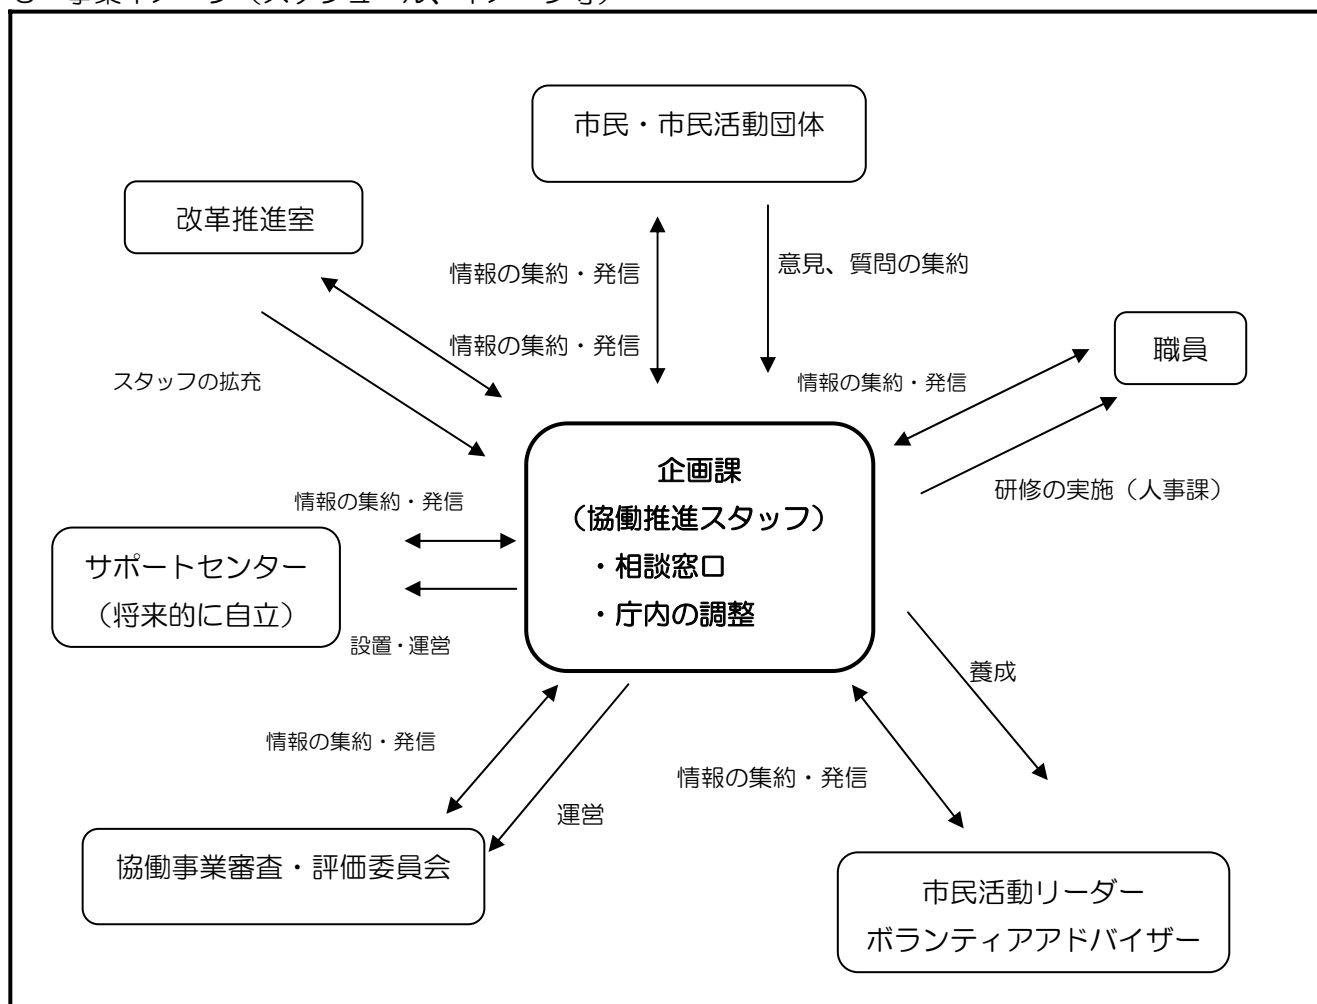 市民・市民活動団体
改革推進室
情報の集約・発信
意見、質問の集約
情報の集約・発信
職員
スタッフの拡充
情報の集約・発信
企画課
（協働推進スタッフ）
・相談窓口
・庁内の調整
研修の実施（人事課）
情報の集約・発信
サポートセンター
（将来的に自立）
設置・運営
養成
情報の集約・発信
情報の集約・発信
運営
協働事業審査・評価委員会
市民活動リーダー
ボランティアアドバイザー